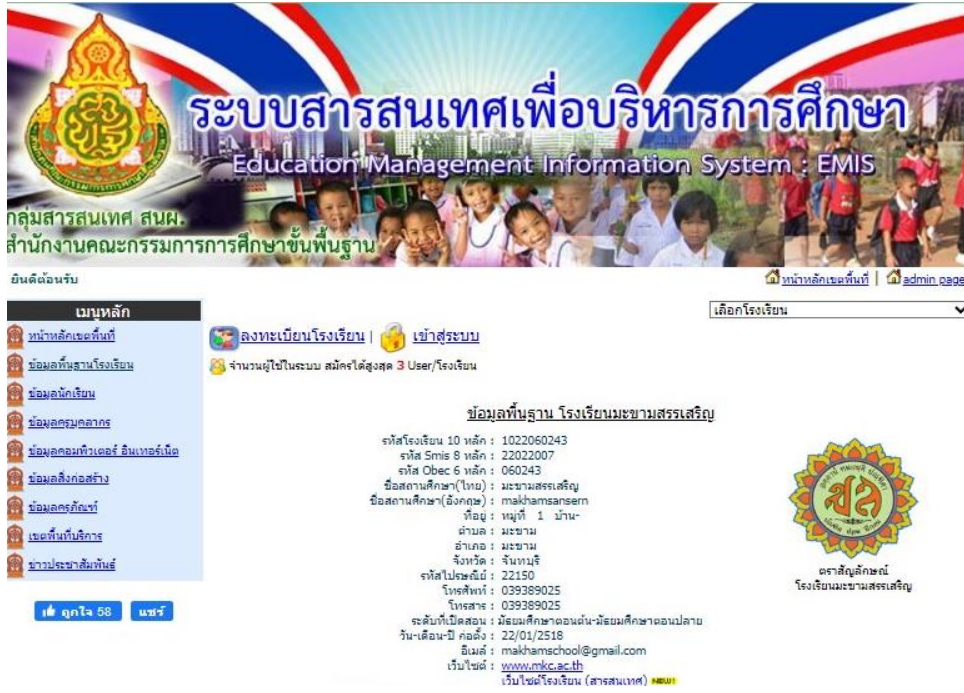 ระบบสารสนเทศเพื่อบริหารการศึกษา
Education Management Information System : EMIS
กลุ่มสารสนเทศ สนผ.
สำนักงานคณะกรรมการการศึกษาขั้นพื้นฐาน
ยินดีต้อนรับ
หน้าหลักเขตพื้นที่ | admin page
เมนูหลัก
หน้าหลักเขตพื้นที่
ข้อมูลพื้นฐานโรงเรียน
ข้อมูลนักเรียน
ข้อมูลครูบุคลากร
ข้อมูลคอมพิวเตอร์ อินเทอร์เน็ต
ข้อมูลสิ่งก่อสร้าง
ข้อมูลครุภัณฑ์
เขตพื้นที่บริการ
ข่าวประชาสัมพันธ์
ถูกใจ 58 แชร์
เลือกโรงเรียน
ลงทะเบียนโรงเรียน | เข้าสู่ระบบ
จำนวนผู้ใช้ในระบบ สมัครได้สูงสุด 3 User/โรงเรียน
ข้อมูลพื้นฐาน โรงเรียนมะขามสรรเสริญ
รหัสโรงเรียน 10 หลัก : 1022060243
รหัส Smis 8 หลัก : 22022007
รหัส Obec 6 หลัก : 060243
ชื่อสถานศึกษา(ไทย) : มะขามสรรเสริญ
ชื่อสถานศึกษา(อังกฤษ) : makhamsansern
ที่อยู่ : หมู่ที่ 1 บ้าน-
ตำบล : มะขาม
อำเภอ : มะขาม
จังหวัด : จันทบุรี
รหัสไปรษณีย์ : 22150
โทรศัพท์ : 039389025
โทรสาร : 039389025
ระดับที่เปิดสอน : มัธยมศึกษาตอนต้น-มัธยมศึกษาตอนปลาย
วัน-เดือน-ปี ก่อตั้ง : 22/01/2518
อีเมล์ : makhamschool@gmail.com
เว็บไซต์ : www.mkc.ac.th
เว็บไซต์โรงเรียน (สารสนเทศ) NEW!
ตราสัญลักษณ์
โรงเรียนมะขามสรรเสริญ